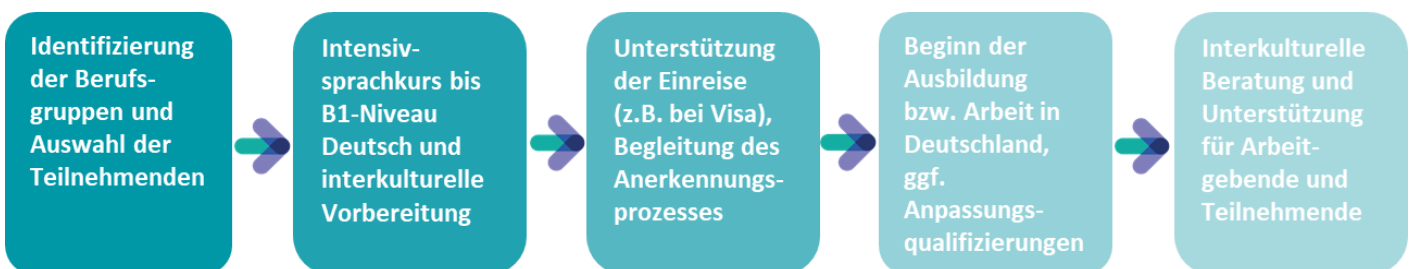 Identifizierung
der Berufs-
gruppen und
Auswahl der
Teilnehmenden
Intensiv-
sprachkurs bis
B1-Niveau
Deutsch und
interkulturelle
Vorbereitung
Unterstützung
der Einreise
(z.B. bei Visa),
Begleitung des
Anerkennungs-
prozesses
Beginn der
Ausbildung
bzw. Arbeit in
Deutschland,
ggf.
Anpassungs-
qualifizierungen
Interkulturelle
Beratung und
Unterstützung
für Arbeit-
gebende und
Teilnehmende